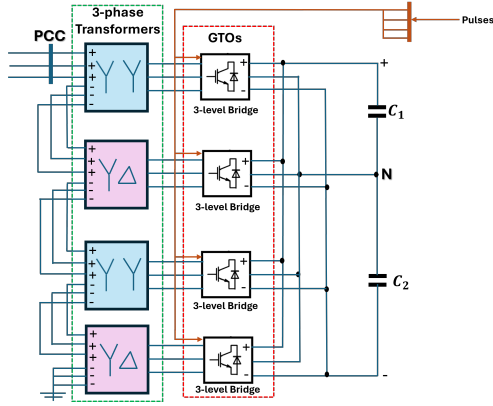 3-phase
Transformers
GTOs
Pulses
PCC
+
+
+
-
-
-
+
-
3-level Bridge
+
C₁
+
+
+
-
-
-
+
-
3-level Bridge
N
+
+
+
-
-
-
+
-
3-level Bridge
C₂
+
+
+
-
-
-
+
-
3-level Bridge
-